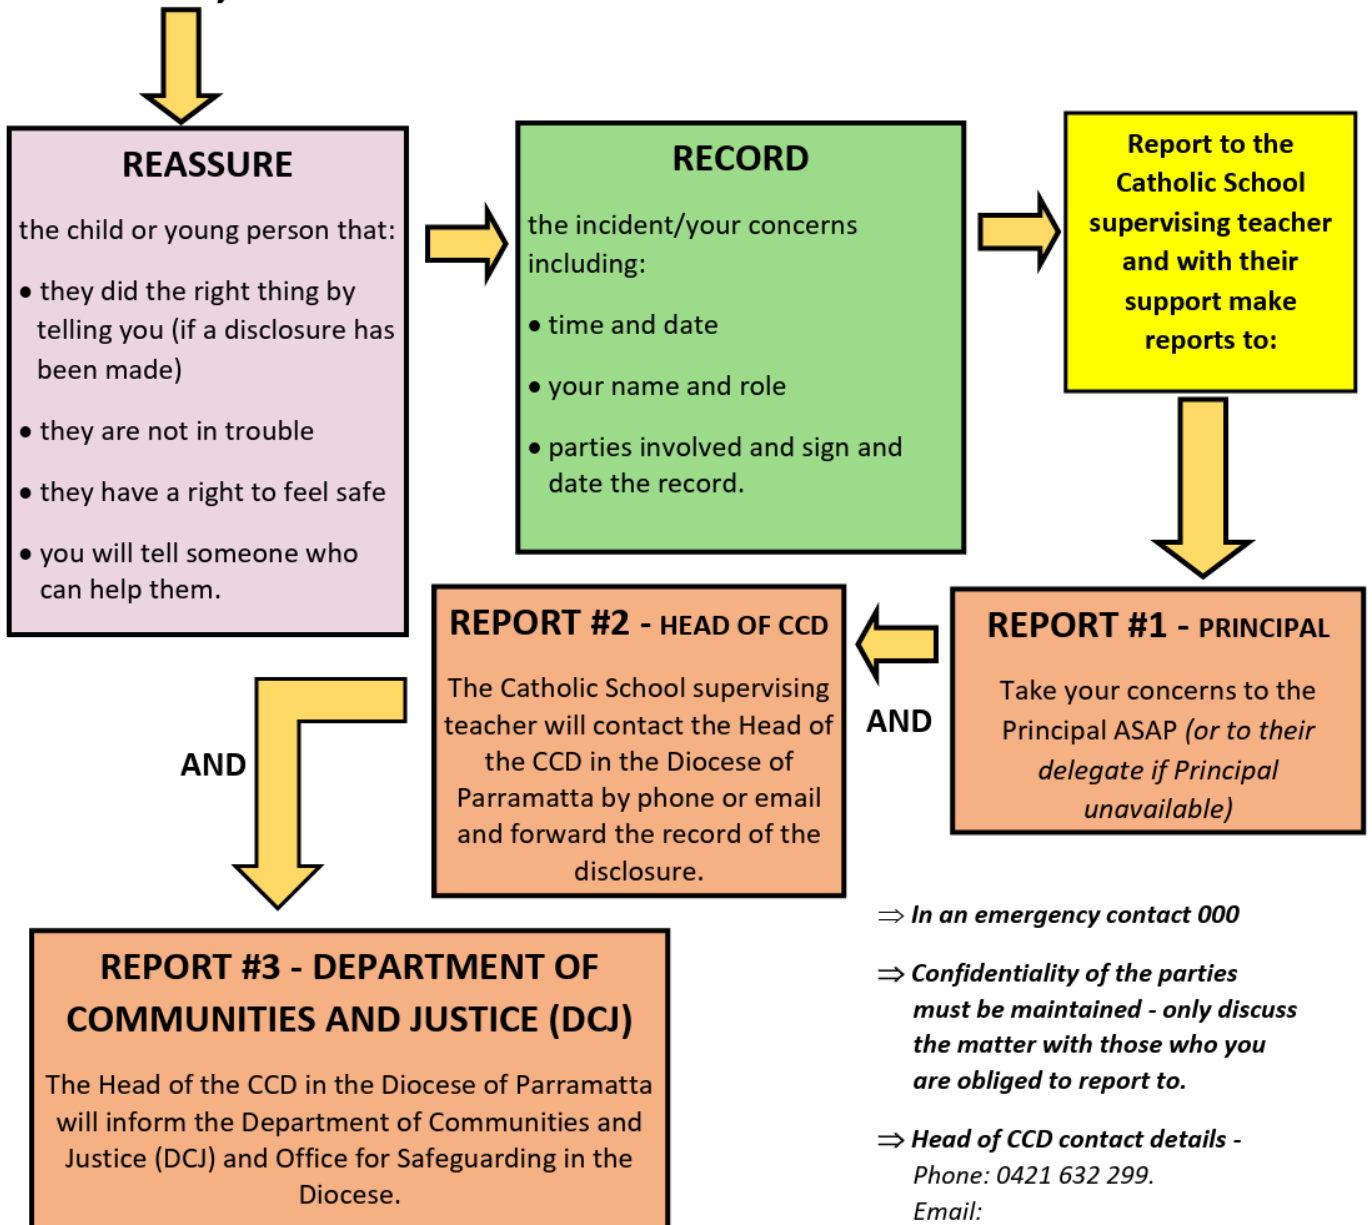 REASSURE
the child or young person that:
• they did the right thing by
telling you (if a disclosure has
been made)
• they are not in trouble
• they have a right to feel safe
• you will tell someone who
can help them.
RECORD
the incident/your concerns
including:
• time and date
• your name and role
• parties involved and sign and
date the record.
Report to the
Catholic School
supervising teacher
and with their
support make
reports to:
REPORT #1 - PRINCIPAL
Take your concerns to the
Principal ASAP (or to their
delegate if Principal
unavailable)
AND
REPORT #2 - HEAD OF CCD
The Catholic School supervising
teacher will contact the Head of
the CCD in the Diocese of
Parramatta by phone or email
and forward the record of the
disclosure.
AND
REPORT #3 - DEPARTMENT OF
COMMUNITIES AND JUSTICE (DCJ)
The Head of the CCD in the Diocese of Parramatta
will inform the Department of Communities and
Justice (DCJ) and Office for Safeguarding in the
Diocese.
⇒ In an emergency contact 000
⇒ Confidentiality of the parties
must be maintained - only discuss
the matter with those who you
are obliged to report to.
⇒ Head of CCD contact details -
Phone: 0421 632 299.
Email: